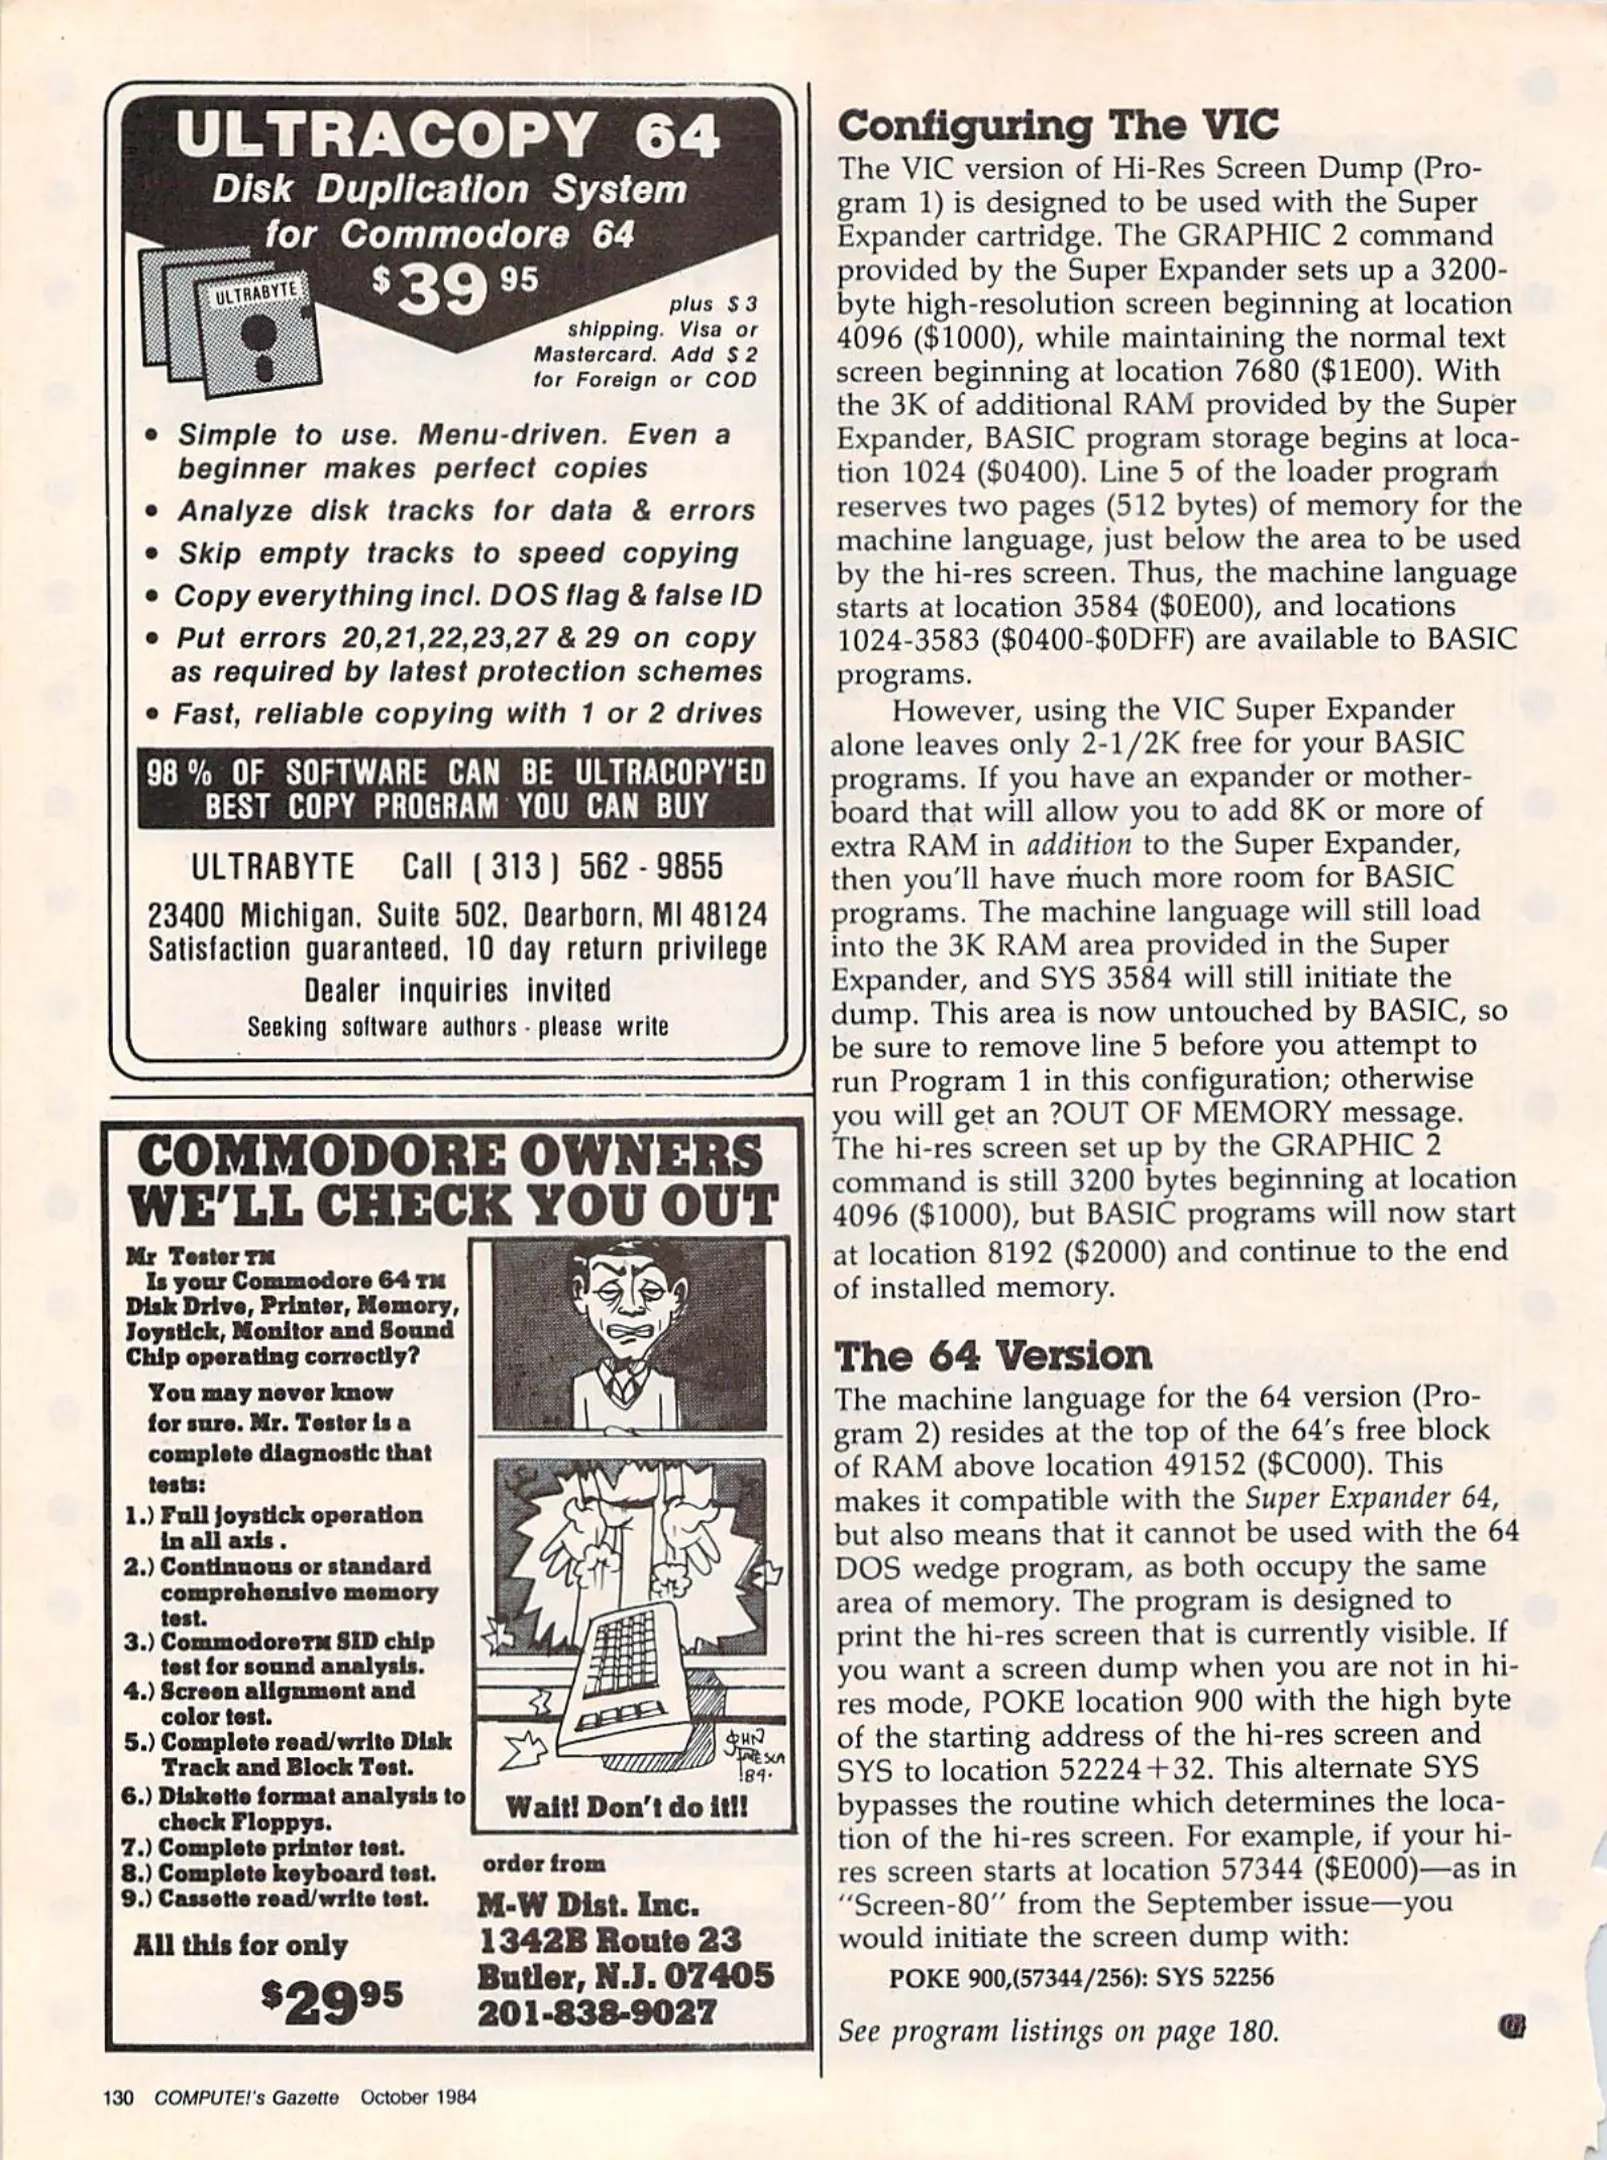 ULTRACOPY 64
Disk Duplication System
for Commodore 64
$39 95
ULTRABYTE
plus $3
shipping. Visa or
Mastercard. Add $2
for Foreign or COD
• Simple to use. Menu-driven. Even a
beginner makes perfect copies
• Analyze disk tracks for data & errors
• Skip empty tracks to speed copying
• Copy everything incl. DOS flag & false ID
• Put errors 20,21,22,23,27 & 29 on copy
as required by latest protection schemes
• Fast, reliable copying with 1 or 2 drives
98 % OF SOFTWARE CAN BE ULTRACOPY'ED
BEST COPY PROGRAM YOU CAN BUY
ULTRABYTE Call (313) 562-9855
23400 Michigan, Suite 502, Dearborn, MI 48124
Satisfaction guaranteed. 10 day return privilege
Dealer inquiries invited
Seeking software authors - please write
COMMODORE OWNERS
WE'LL CHECK YOU OUT
Mr Tester TM
Is your Commodore 64 TM
Disk Drive, Printer, Memory,
Joystick, Monitor and Sound
Chip operating correctly?
You may never know
for sure. Mr. Tester is a
complete diagnostic that
tests:
1.) Full joystick operation
in all axis .
2.) Continuous or standard
comprehensive memory
test.
3.) CommodoreTM SID chip
test for sound analysis.
4.) Screen alignment and
color test.
5.) Complete read/write Disk
Track and Block Test.
6.) Diskette format analysis to
check Floppys.
7.) Complete printer test.
8.) Complete keyboard test.
9.) Cassette read/write test.
All this for only
$2995
Wait! Don't do it!!
order from
M-W Dist. Inc.
1342B Route 23
Butler, N.J. 07405
201-838-9027
Configuring The VIC
The VIC version of Hi-Res Screen Dump (Pro-
gram 1) is designed to be used with the Super
Expander cartridge. The GRAPHIC 2 command
provided by the Super Expander sets up a 3200-
byte high-resolution screen beginning at location
4096 ($1000), while maintaining the normal text
screen beginning at location 7680 ($1E00). With
the 3K of additional RAM provided by the Super
Expander, BASIC program storage begins at loca-
tion 1024 ($0400). Line 5 of the loader program
reserves two pages (512 bytes) of memory for the
machine language, just below the area to be used
by the hi-res screen. Thus, the machine language
starts at location 3584 ($0E00), and locations
1024-3583 ($0400-$0DFF) are available to BASIC
programs.
However, using the VIC Super Expander
alone leaves only 2-1/2K free for your BASIC
programs. If you have an expander or mother-
board that will allow you to add 8K or more of
extra RAM in addition to the Super Expander,
then you'll have much more room for BASIC
programs. The machine language will still load
into the 3K RAM area provided in the Super
Expander, and SYS 3584 will still initiate the
dump. This area is now untouched by BASIC, so
be sure to remove line 5 before you attempt to
run Program 1 in this configuration; otherwise
you will get an ?OUT OF MEMORY message.
The hi-res screen set up by the GRAPHIC 2
command is still 3200 bytes beginning at location
4096 ($1000), but BASIC programs will now start
at location 8192 ($2000) and continue to the end
of installed memory.
The 64 Version
The machine language for the 64 version (Pro-
gram 2) resides at the top of the 64's free block
of RAM above location 49152 ($C000). This
makes it compatible with the Super Expander 64,
but also means that it cannot be used with the 64
DOS wedge program, as both occupy the same
area of memory. The program is designed to
print the hi-res screen that is currently visible. If
you want a screen dump when you are not in hi-
res mode, POKE location 900 with the high byte
of the starting address of the hi-res screen and
SYS to location 52224+32. This alternate SYS
bypasses the routine which determines the loca-
tion of the hi-res screen. For example, if your hi-
res screen starts at location 57344 ($E000)—as in
"Screen-80" from the September issue—you
would initiate the screen dump with:
POKE 900,(57344/256): SYS 52256
See program listings on page 180.
130 COMPUTE!'s Gazette October 1984